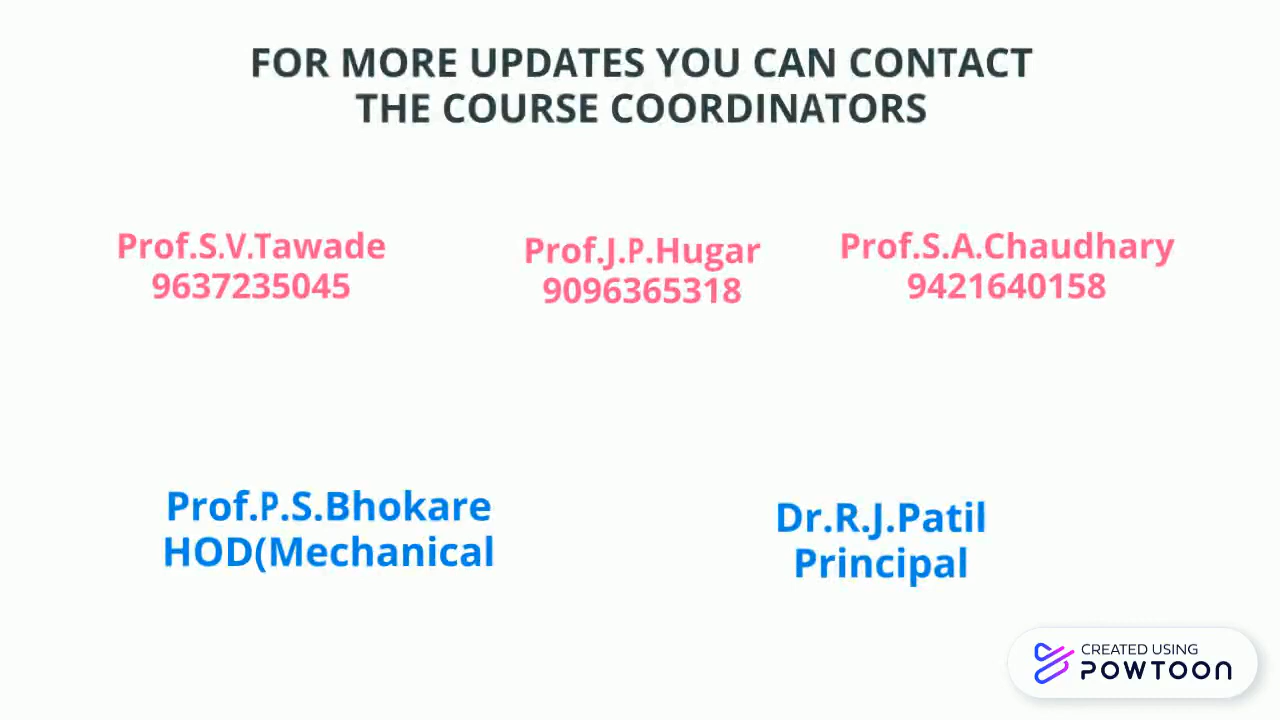 FOR MORE UPDATES YOU CAN CONTACT
THE COURSE COORDINATORS
Prof.S.V.Tawade
9637235045
Prof.J.P.Hugar
9096365318
Prof.S.A.Chaudhary
9421640158
Prof.P.S.Bhokare
HOD(Mechanical
Dr.R.J.Patil
Principal
CREATED USING
POWTOON